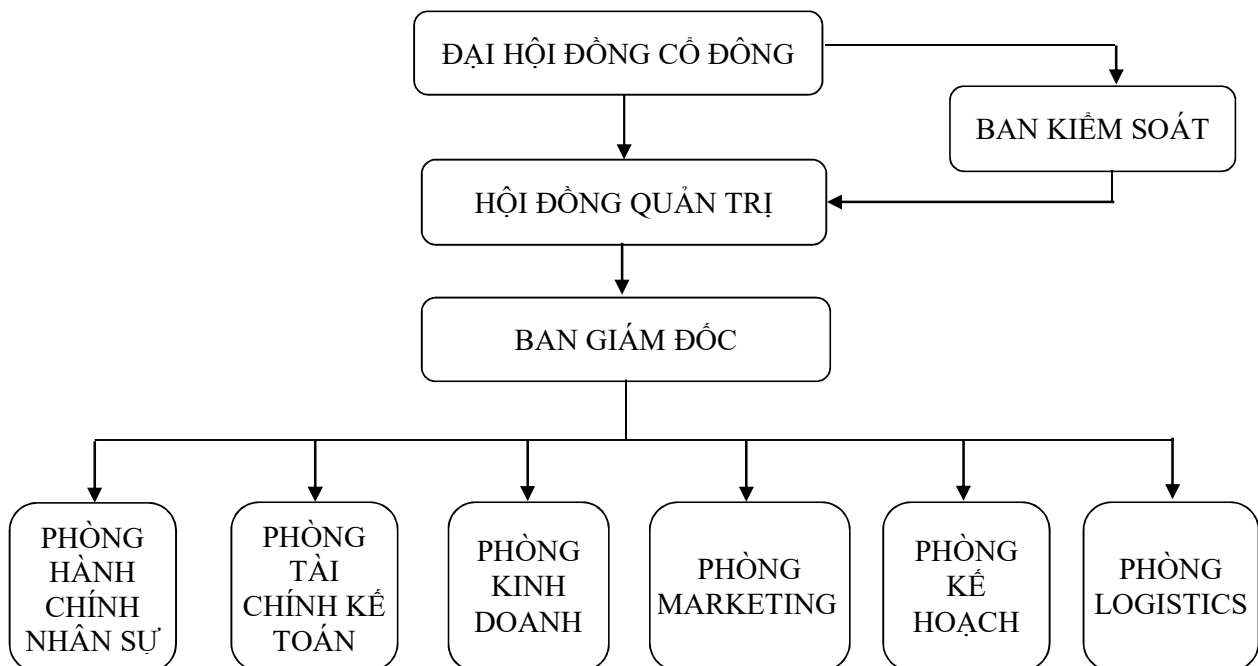 ĐẠI HỘI ĐỒNG CỔ ĐÔNG
BAN KIỂM SOÁT
HỘI ĐỒNG QUẢN TRỊ
BAN GIÁM ĐỐC
PHÒNG
HÀNH
CHÍNH
NHÂN SỰ
PHÒNG
TÀI
CHÍNH KẾ
TOÁN
PHÒNG
KINH
DOANH
PHÒNG
MARKETING
PHÒNG
KẾ
HOẠCH
PHÒNG
LOGISTICS